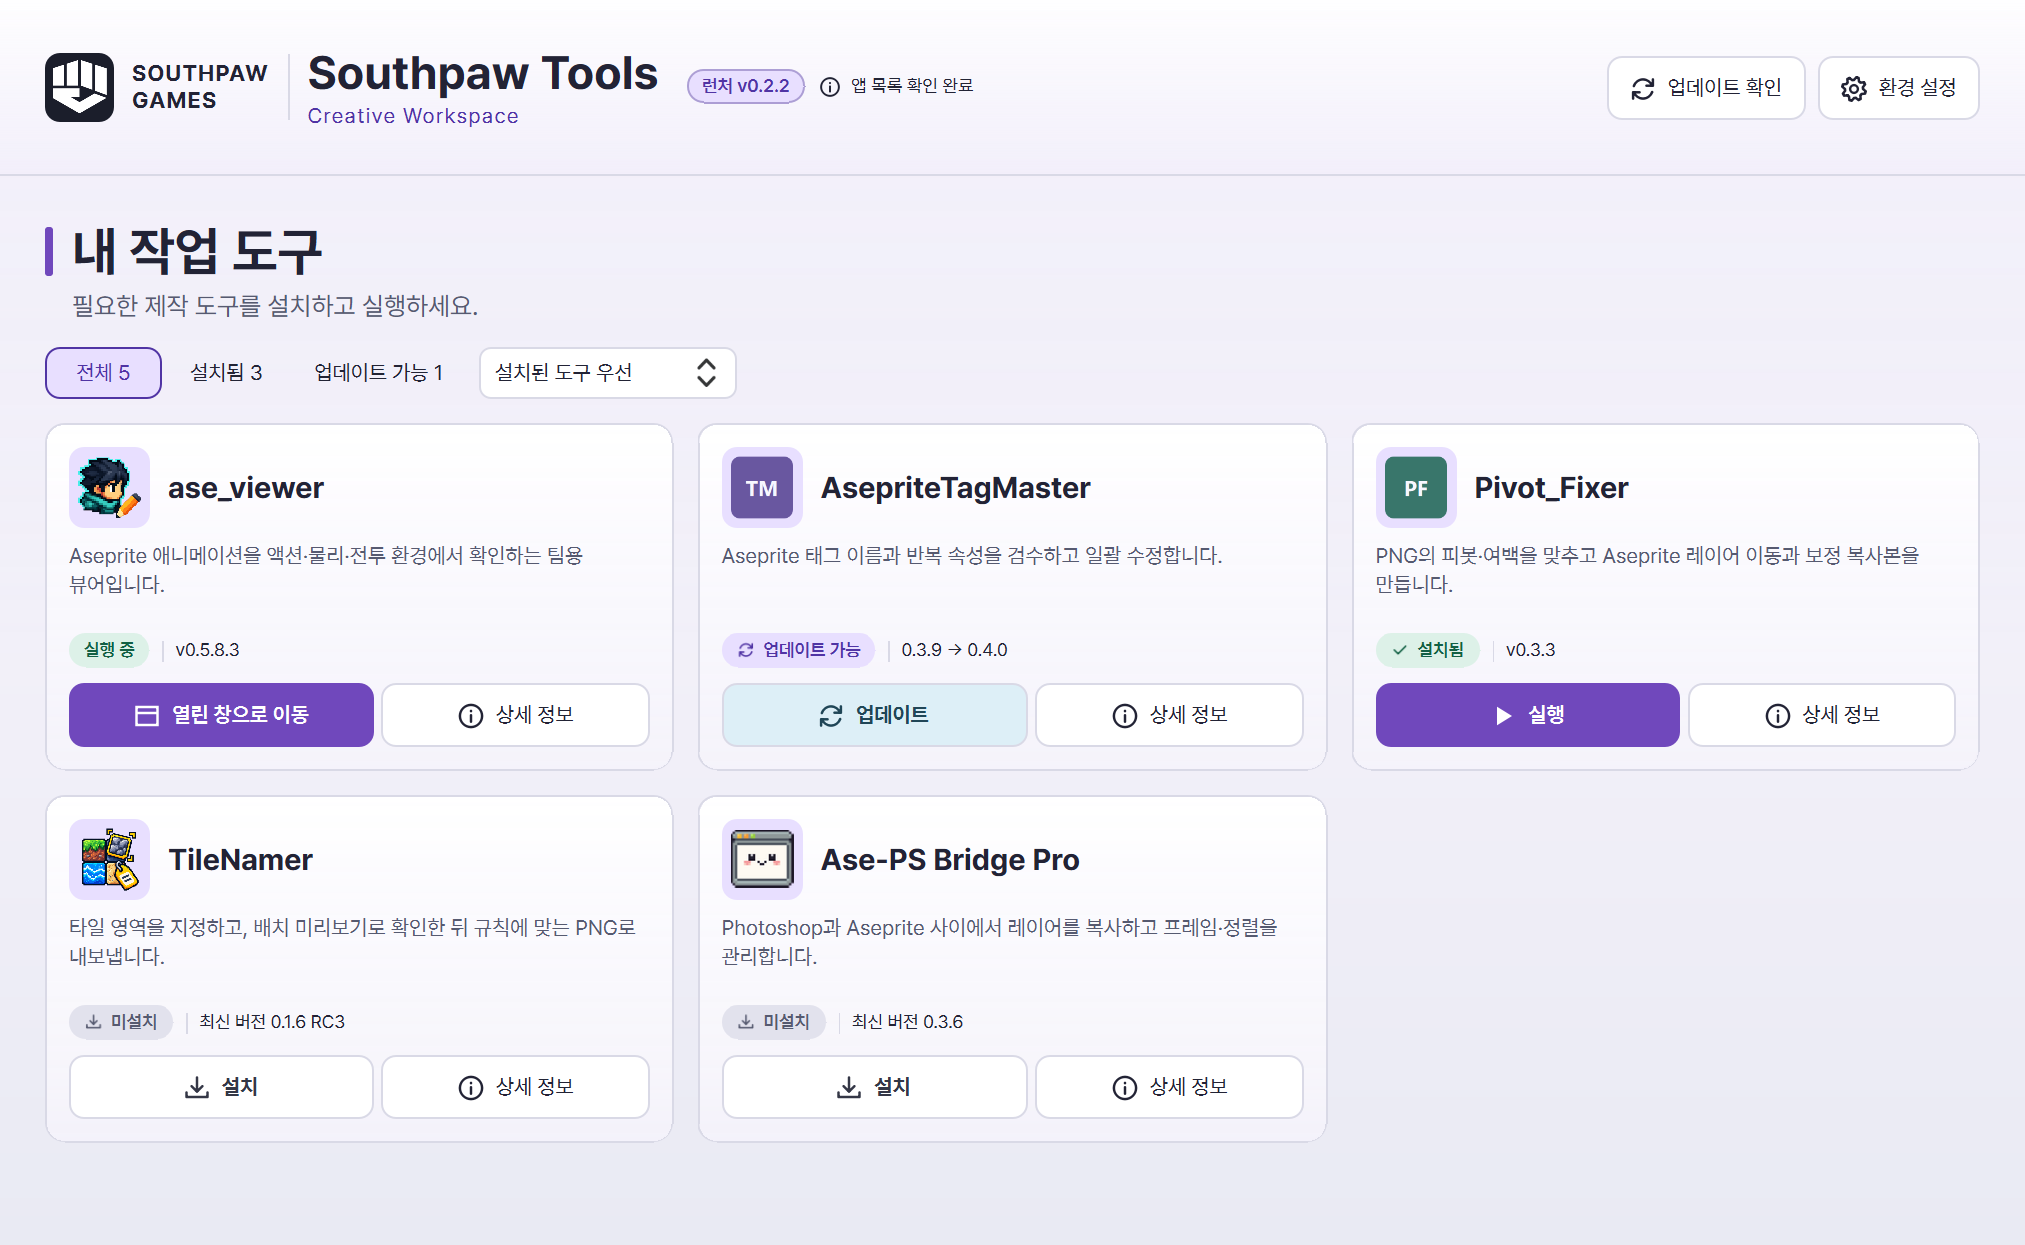 SOUTHPAW
GAMES
Southpaw Tools
Creative Workspace
런처 v0.2.2
앱 목록 확인 완료
업데이트 확인
환경 설정
내 작업 도구
필요한 제작 도구를 설치하고 실행하세요.
전체 5
설치됨 3
업데이트 가능 1
설치된 도구 우선
ase_viewer
Aseprite 애니메이션을 액션·물리·전투 환경에서 확인하는 팀용
뷰어입니다.
실행 중
v0.5.8.3
열린 창으로 이동
상세 정보
TM
AsepriteTagMaster
Aseprite 태그 이름과 반복 속성을 검수하고 일괄 수정합니다.
업데이트 가능
0.3.9 → 0.4.0
업데이트
상세 정보
PF
Pivot_Fixer
PNG의 피봇·여백을 맞추고 Aseprite 레이어 이동과 보정 복사본을
만듭니다.
설치됨
v0.3.3
실행
상세 정보
TileNamer
타일 영역을 지정하고, 배치 미리보기로 확인한 뒤 규칙에 맞는 PNG로
내보냅니다.
미설치
최신 버전 0.1.6 RC3
설치
상세 정보
Ase-PS Bridge Pro
Photoshop과 Aseprite 사이에서 레이어를 복사하고 프레임·정렬을
관리합니다.
미설치
최신 버전 0.3.6
설치
상세 정보